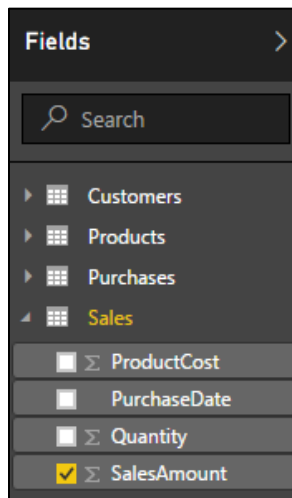 Fields
Search
Customers
Products
Purchases
Sales
ProductCost
PurchaseDate
Quantity
SalesAmount